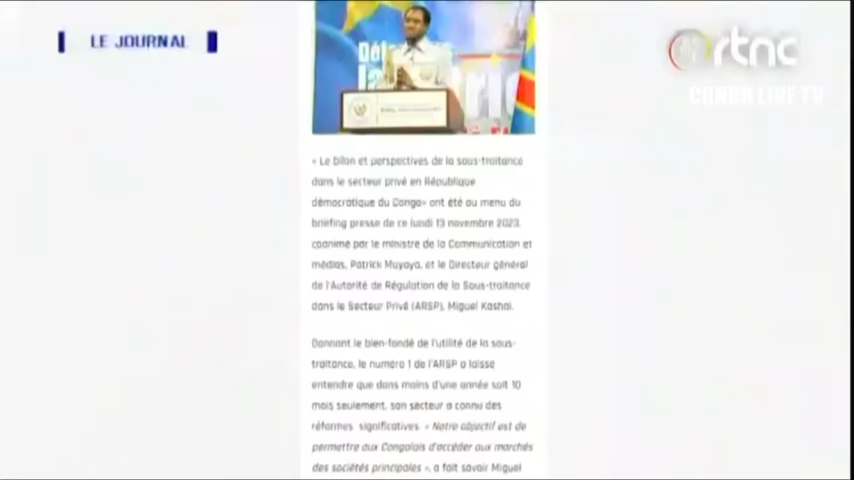 LE JOURNAL
rtnc
CONGO LIVE TV
« Le bilan et perspectives de la sous-traitance
dans le secteur privé en République
démocratique du Congo» ont été au menu du
briefing presse de ce lundi 13 novembre 2023,
coanimé par le ministre de la Communication et
médias, Patrick Muyaya, et le Directeur général
de l'Autorité de Régulation de la Sous-traitance
dans le Secteur Privé (ARSP), Miguel Kashal.
Donnant le bien-fondé de l'utilité de la sous-
traitance, le numéro 1 de l'ARSP a laissé
entendre que dans moins d'une année soit 10
mois seulement, son secteur a connu des
réformes significatives. « Notre objectif est de
permettre aux Congolais d'accéder aux marchés
des sociétés principales », a fait savoir Miguel